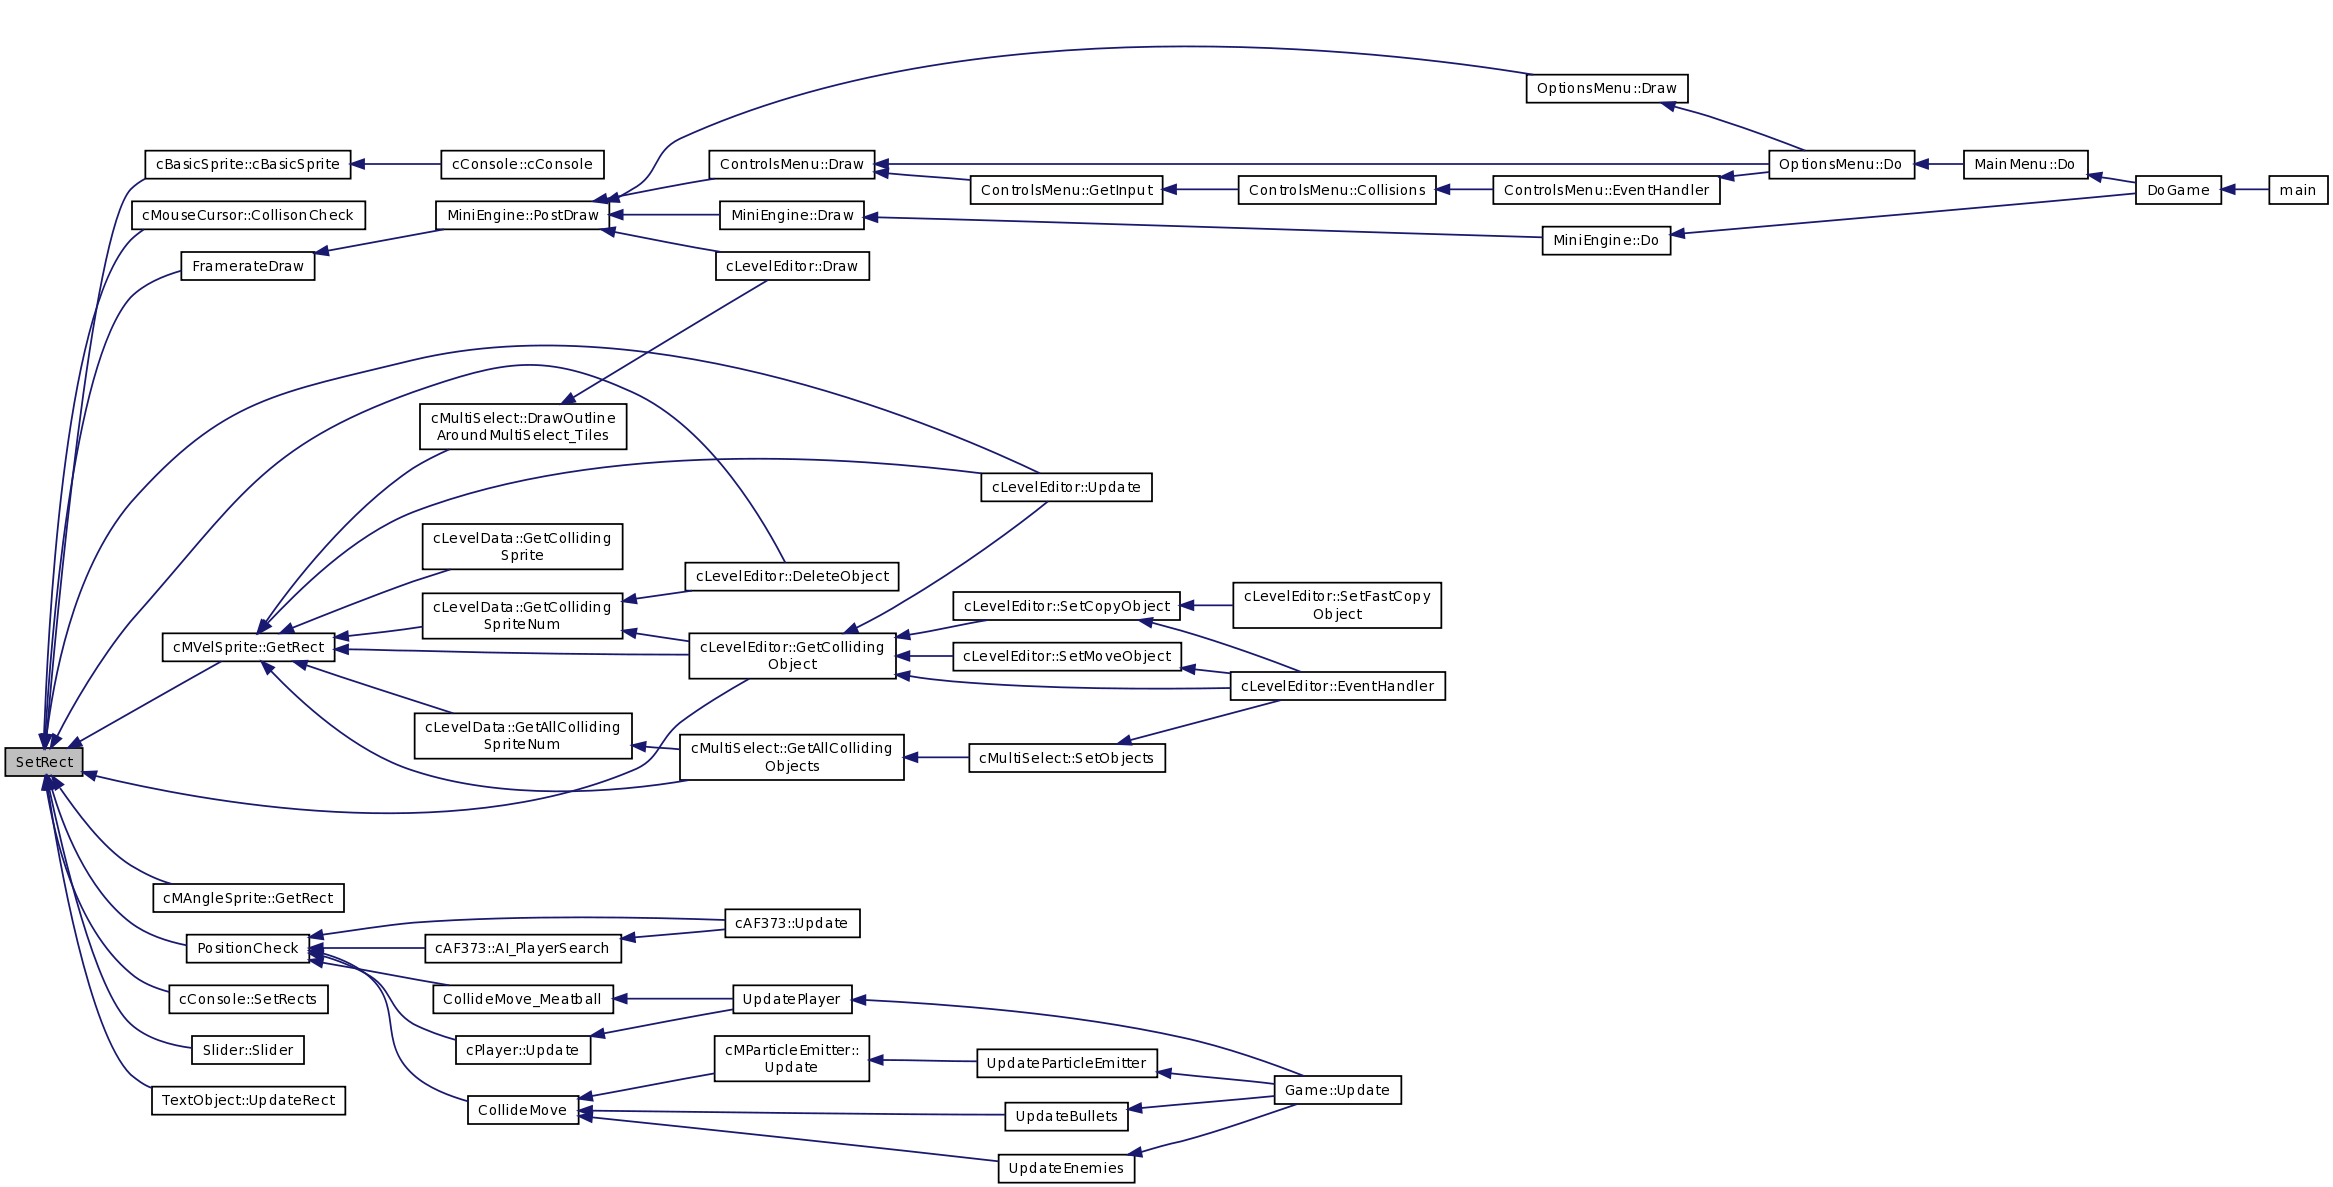 OptionsMenu::Draw
cBasicSprite::cBasicSprite
cConsole::cConsole
ControlsMenu::Draw
OptionsMenu::Do
MainMenu::Do
ControlsMenu::GetInput
ControlsMenu::Collisions
ControlsMenu::EventHandler
DoGame
main
cMouseCursor::CollisonCheck
MiniEngine::PostDraw
MiniEngine::Draw
MiniEngine::Do
FramerateDraw
cLevelEditor::Draw
cMultiSelect::DrawOutline
AroundMultiSelect_Tiles
cLevelEditor::Update
cLevelData::GetColliding
Sprite
cLevelEditor::DeleteObject
cLevelData::GetColliding
SpriteNum
cLevelEditor::SetCopyObject
cLevelEditor::SetFastCopy
Object
cMVelSprite::GetRect
cLevelEditor::GetColliding
Object
cLevelEditor::SetMoveObject
cLevelEditor::EventHandler
cLevelData::GetAllColliding
SpriteNum
cMultiSelect::GetAllColliding
Objects
cMultiSelect::SetObjects
SetRect
cMAngleSprite::GetRect
cAF373::Update
PositionCheck
cAF373::AI_PlayerSearch
cConsole::SetRects
CollideMove_Meatball
UpdatePlayer
Slider::Slider
cPlayer::Update
cMParticleEmitter::
Update
UpdateParticleEmitter
Game::Update
TextObject::UpdateRect
CollideMove
UpdateBullets
UpdateEnemies